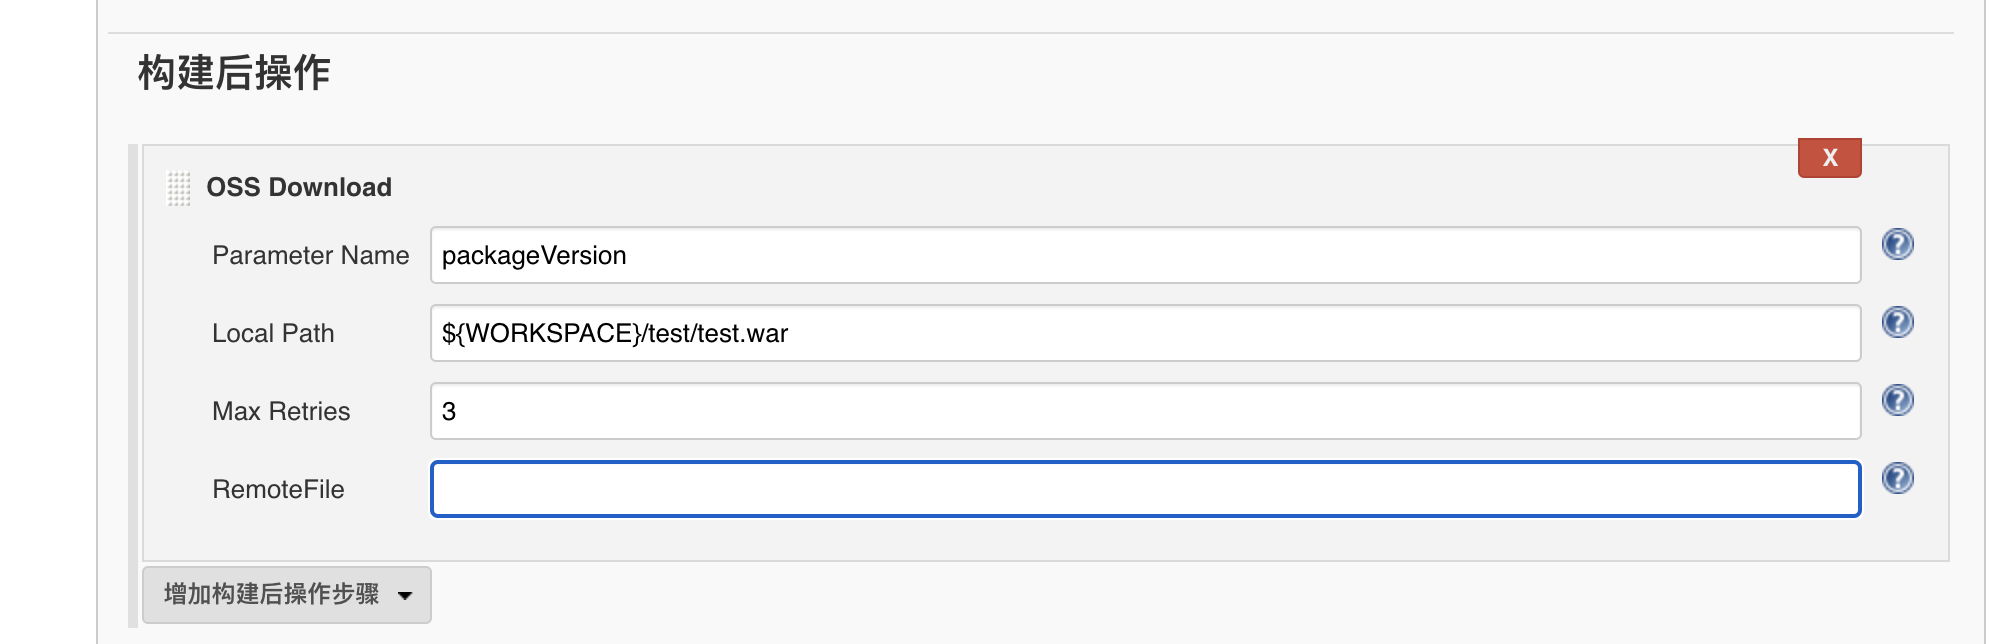 构建后操作
X
OSS Download
Parameter Name packageVersion
Local Path ${WORKSPACE}/test/test.war
Max Retries 3
RemoteFile
增加构建后操作步骤